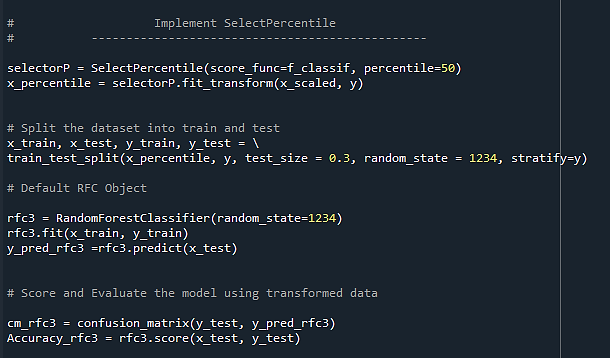 # Implement SelectPercentile
# -----------------------------------------------
selectorP = SelectPercentile(score_func=f_classif, percentile=50)
x_percentile = selectorP.fit_transform(x_scaled, y)
# Split the dataset into train and test
x_train, x_test, y_train, y_test = \
train_test_split(x_percentile, y, test_size = 0.3, random_state = 1234, stratify=y)
# Default RFC Object
rfc3 = RandomForestClassifier(random_state=1234)
rfc3.fit(x_train, y_train)
y_pred_rfc3 =rfc3.predict(x_test)
# Score and Evaluate the model using transformed data
cm_rfc3 = confusion_matrix(y_test, y_pred_rfc3)
Accuracy_rfc3 = rfc3.score(x_test, y_test)